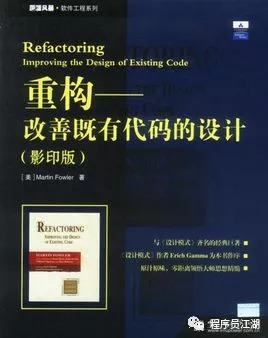 开源风暴·软件工程系列
Refactoring
Improving the Design of Existing Code
重构——
改善既有代码的设计
(影印版)
[美] Martin Fowler 著
REFACTORING
IMPROVING THE DESIGN
OF EXISTING CODE
MARTIN FOWLER
与《设计模式》齐名的经典巨著
《设计模式》作者Erich Gamma为本书作序
原汁原味,零距离领悟大师思想精髓
程序员江湖